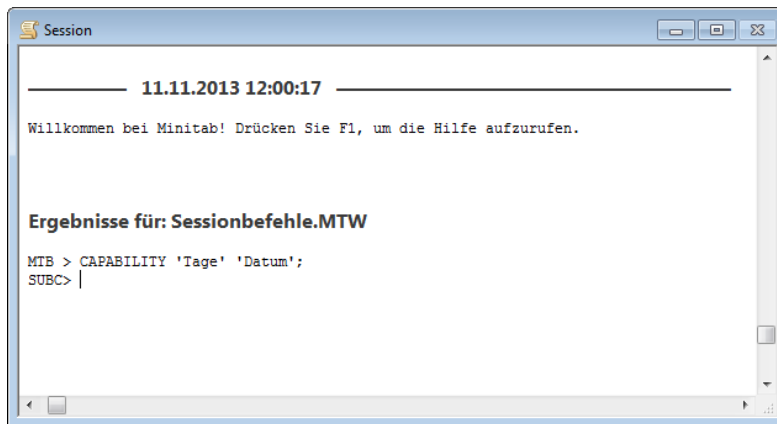 Session
11.11.2013 12:00:17
Willkommen bei Minitab! Drücken Sie F1, um die Hilfe aufzurufen.
Ergebnisse für: Sessionbefehle.MTW
MTB > CAPABILITY 'Tage' 'Datum';
SUBC>